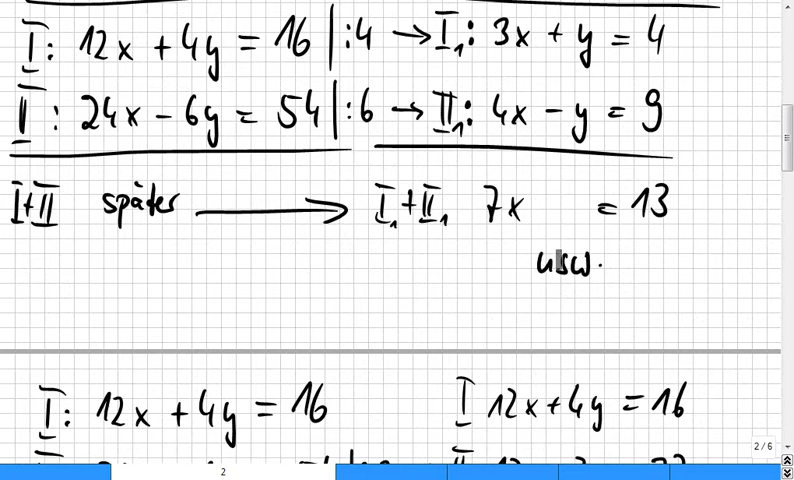 I: 12x + 4y = 16 | :4 → I₁: 3x + y = 4
II: 24x - 6y = 54 | :6 → II₁: 4x - y = 9
I+II später → I₁+II₁ 7x = 13
usw.
I: 12x + 4y = 16 I 12x + 4y = 16
2/6
2